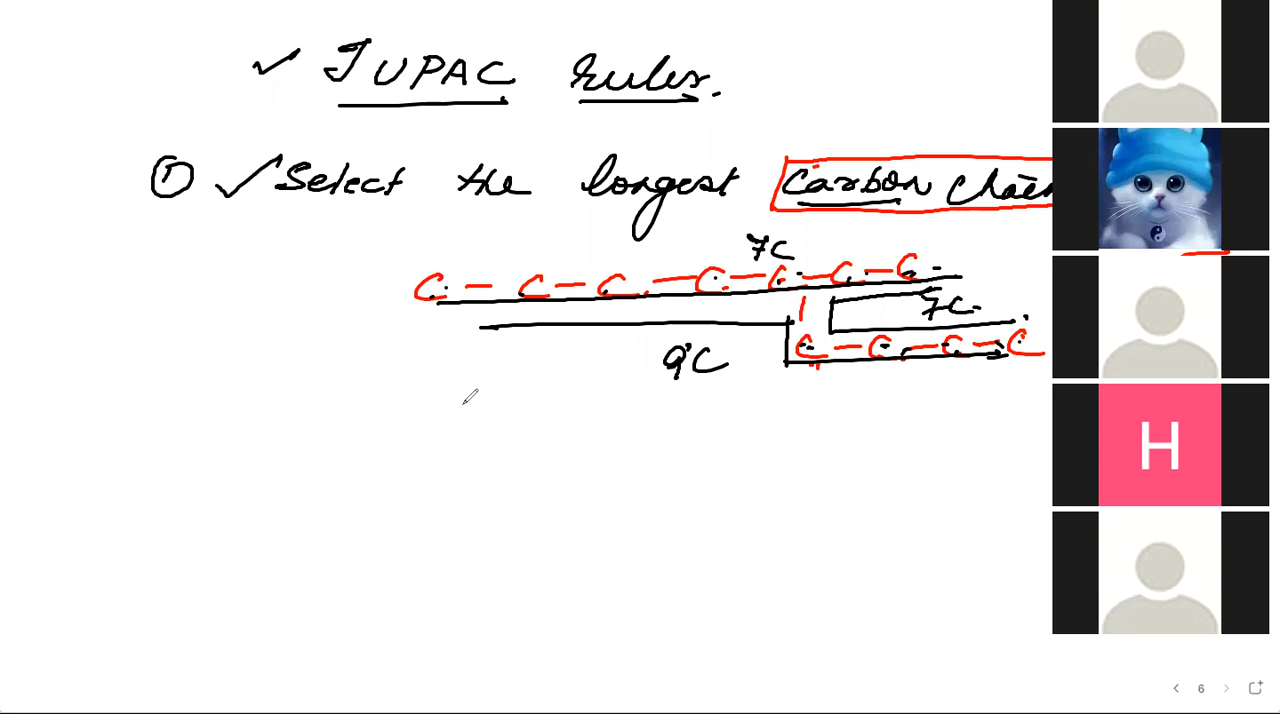 ✓ IUPAC rules.
① ✓ Select the longest carbon chain
7C
C – C – C – C – C – C – C
7C
C – C – C – C
9C
H
6